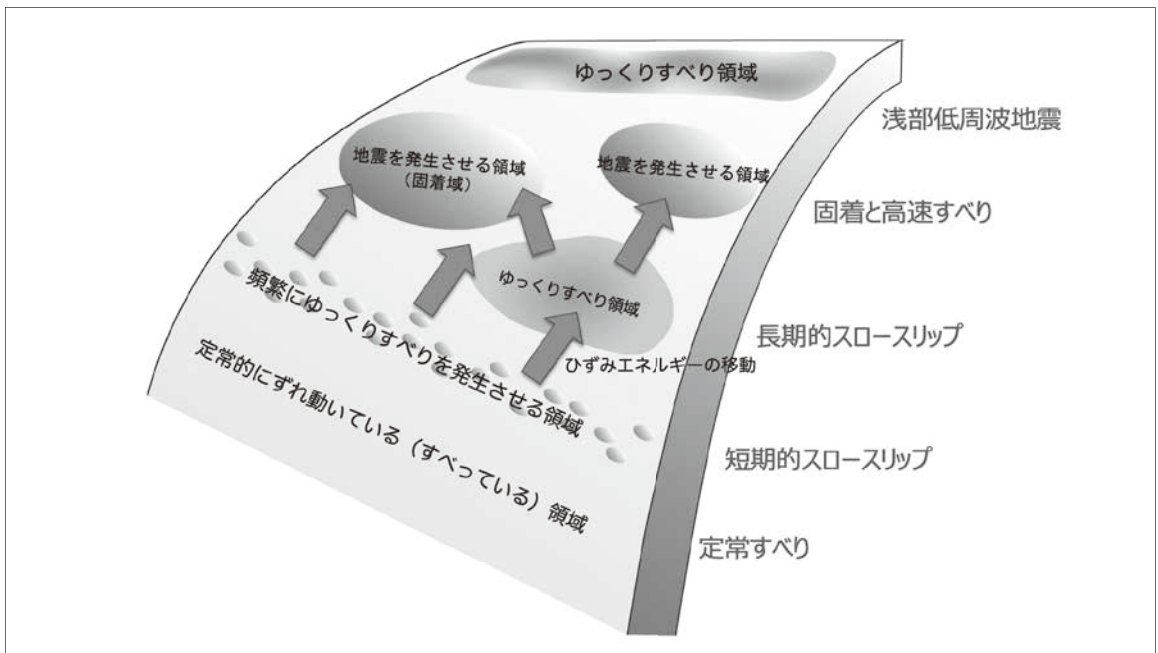 ゆっくりすべり領域
浅部低周波地震
地震を発生させる領域
（固着域）
地震を発生させる領域
固着と高速すべり
ゆっくりすべり領域
頻繁にゆっくりすべりを発生させる領域
長期的スロースリップ
ひずみエネルギーの移動
定常的にずれ動いている（すべっている）領域
短期的スロースリップ
定常すべり